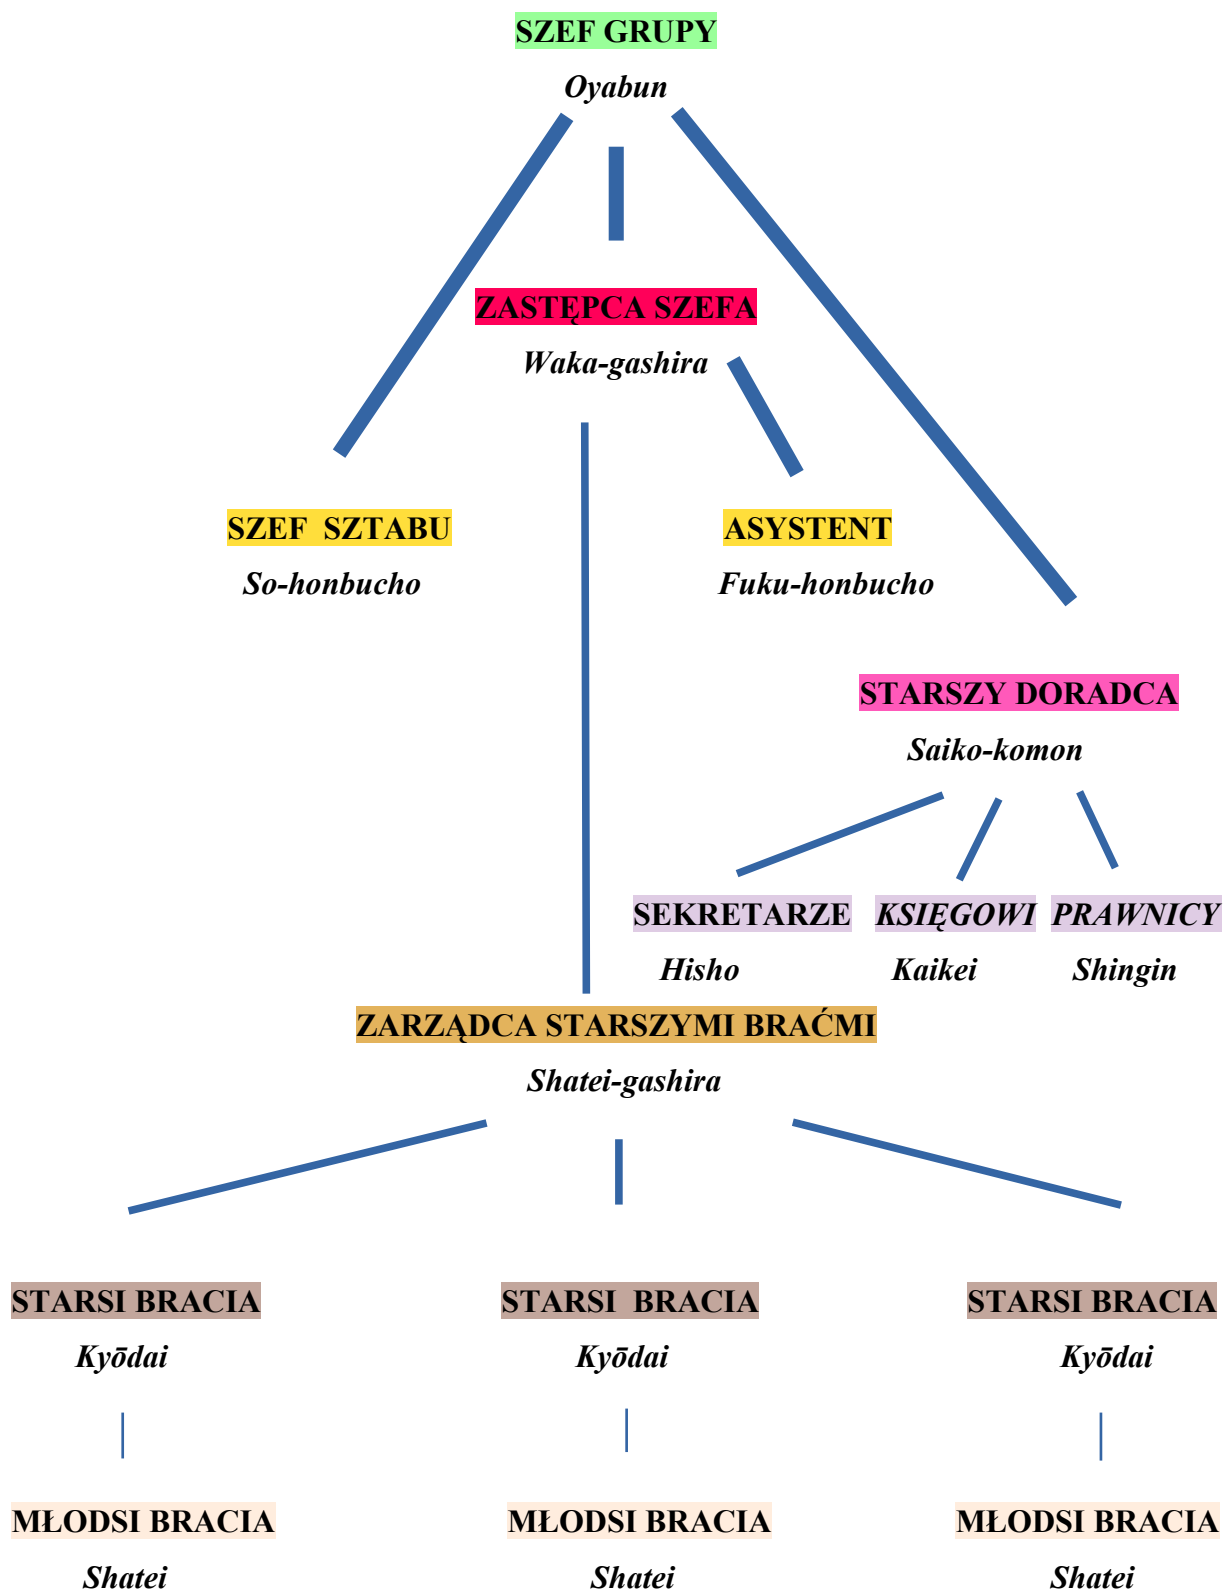 SZEF GRUPY
Oyabun
ZASTĘPCA SZEFA
Waka-gashira
SZEF SZTABU
So-honbucho
ASYSTENT
Fuku-honbucho
STARSZY DORADCA
Saiko-komon
SEKRETARZE KSIĘGOWI PRAWNICY
Hisho Kaikei Shingin
ZARZĄDCA STARSZYMI BRAĆMI
Shatei-gashira
STARSI BRACIA STARSI BRACIA STARSI BRACIA
Kyōdai Kyōdai Kyōdai
MŁODSI BRACIA MŁODSI BRACIA MŁODSI BRACIA
Shatei Shatei Shatei